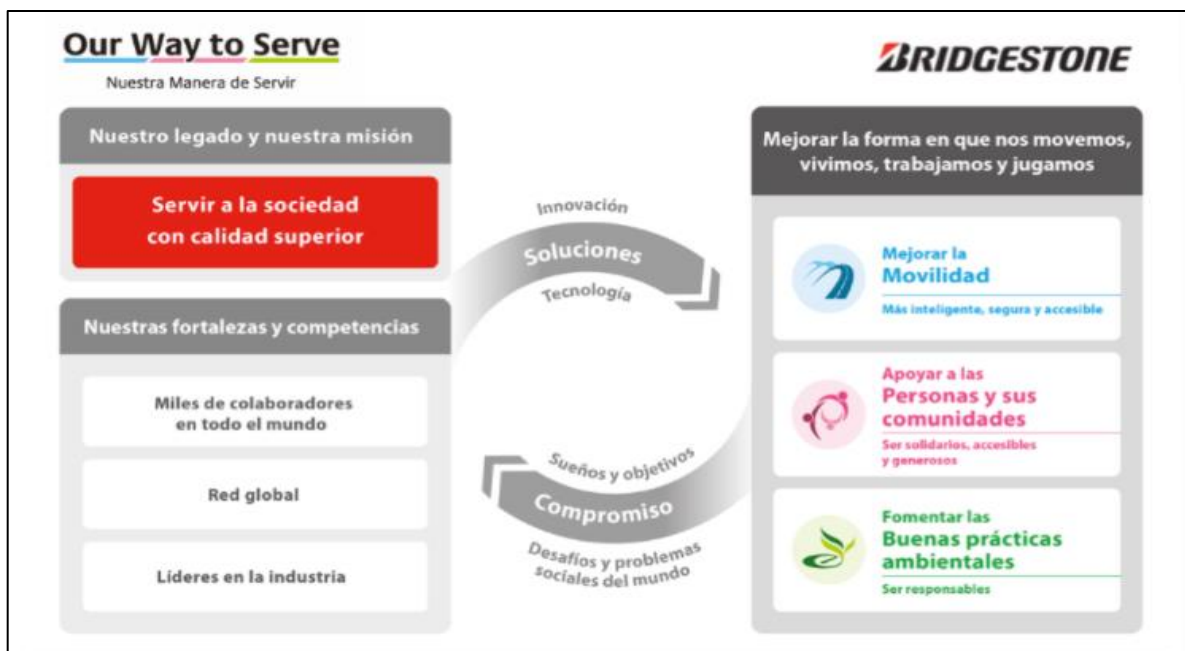 Our Way to Serve
Nuestra Manera de Servir
BRIDGESTONE
Nuestro legado y nuestra misión
Servir a la sociedad
con calidad superior
Nuestras fortalezas y competencias
Miles de colaboradores
en todo el mundo
Red global
Líderes en la industria
Innovación
Soluciones
Tecnología
Sueños y objetivos
Compromiso
Desafíos y problemas
sociales del mundo
Mejorar la forma en que nos movemos,
vivimos, trabajamos y jugamos
Mejorar la
Movilidad
Más inteligente, segura y accesible
Apoyar a las
Personas y sus
comunidades
Ser solidarios, accesibles
y generosos
Fomentar las
Buenas prácticas
ambientales
Ser responsables